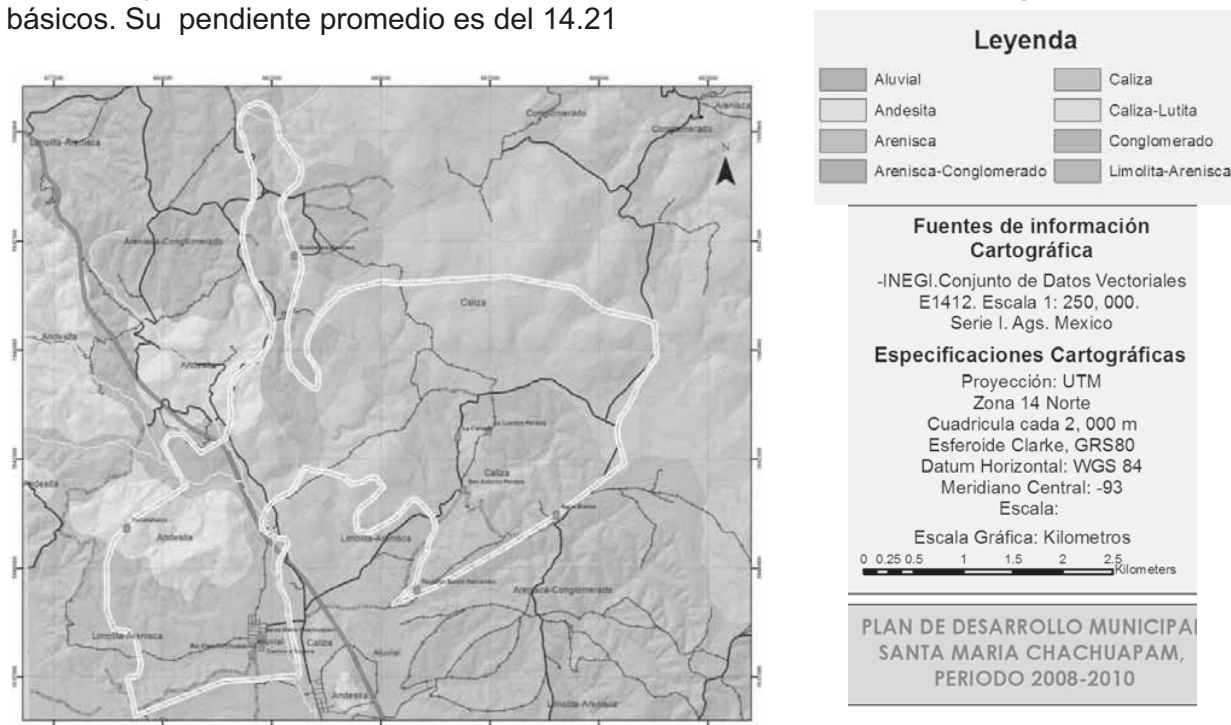 básicos. Su pendiente promedio es del 14.21
Leyenda
Aluvial
Caliza
Andesita
Caliza-Lutita
Arenisca
Conglomerado
Arenisca-Conglomerado
Limolita-Arenisca
Fuentes de información
Cartográfica
-INEGI.Conjunto de Datos Vectoriales
E1412. Escala 1: 250, 000.
Serie I. Ags. Mexico
Especificaciones Cartográficas
Proyección: UTM
Zona 14 Norte
Cuadricula cada 2, 000 m
Esferoide Clarke, GRS80
Datum Horizontal: WGS 84
Meridiano Central: -93
Escala:
Escala Gráfica: Kilometros
0 0.25 0.5 1 1.5 2 2.5
Kilometers
PLAN DE DESARROLLO MUNICIPAL
SANTA MARIA CHACHUAPAM,
PERIODO 2008-2010
Arenisca
Conglomerado
Conglomerado
Limolita-Arenisca
N
Arenisca-Conglomerado
Caliza
Andesita
Andesita
Caliza
Andesita
Andesita
Limolita-Arenisca
Arenisca-Conglomerado
Limolita-Arenisca
Aluvial
Caliza
Aluvial
Andesita
Limolita-Arenisca